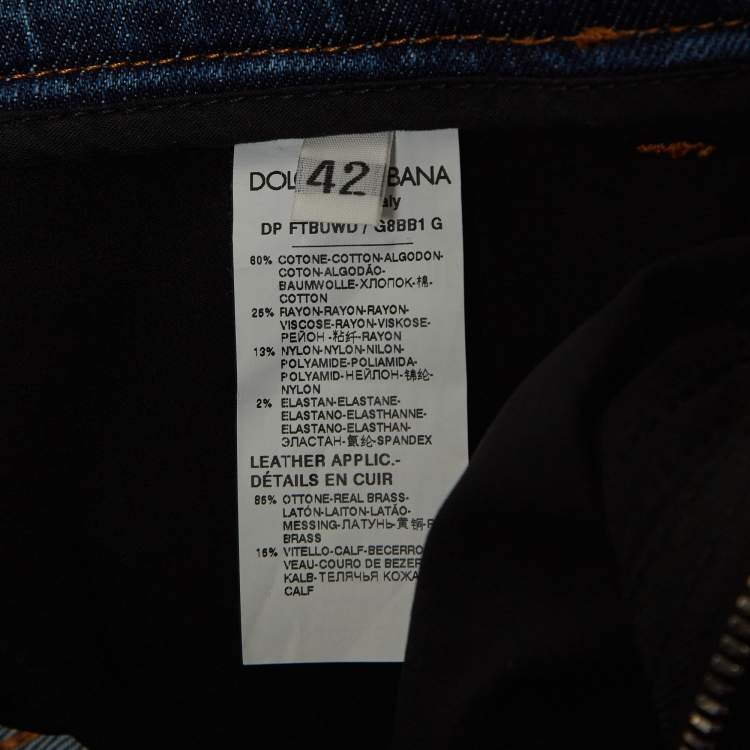 42
DOL BANA
aly
DP FTBUWD / G8BB1 G
60% COTONE-COTTON-ALGODON-
COTON-ALGODÃO-
BAUMWOLLE-ХЛОПОК-棉-
COTTON
25% RAYON-RAYON-RAYON-
VISCOSE-RAYON-VISKOSE-
РЕЙОН-粘纤-RAYON
13% NYLON-NYLON-NILON-
POLYAMIDE-POLIAMIDA-
POLYAMID-НЕЙЛОН-锦纶-
NYLON
2% ELASTAN-ELASTANE-
ELASTANO-ELASTHANNE-
ELASTANO-ELASTHAN-
ЭЛАСТАН-氨纶-SPANDEX
LEATHER APPLIC.-
DÉTAILS EN CUIR
85% OTTONE-REAL BRASS-
LATÓN-LAITON-LATÃO-
MESSING-ЛАТУНЬ-黄铜-
BRASS
15% VITELLO-CALF-BECERRO
VEAU-COURO DE BEZER
KALB-ТЕЛЯЧЬЯ КОЖА
CALF